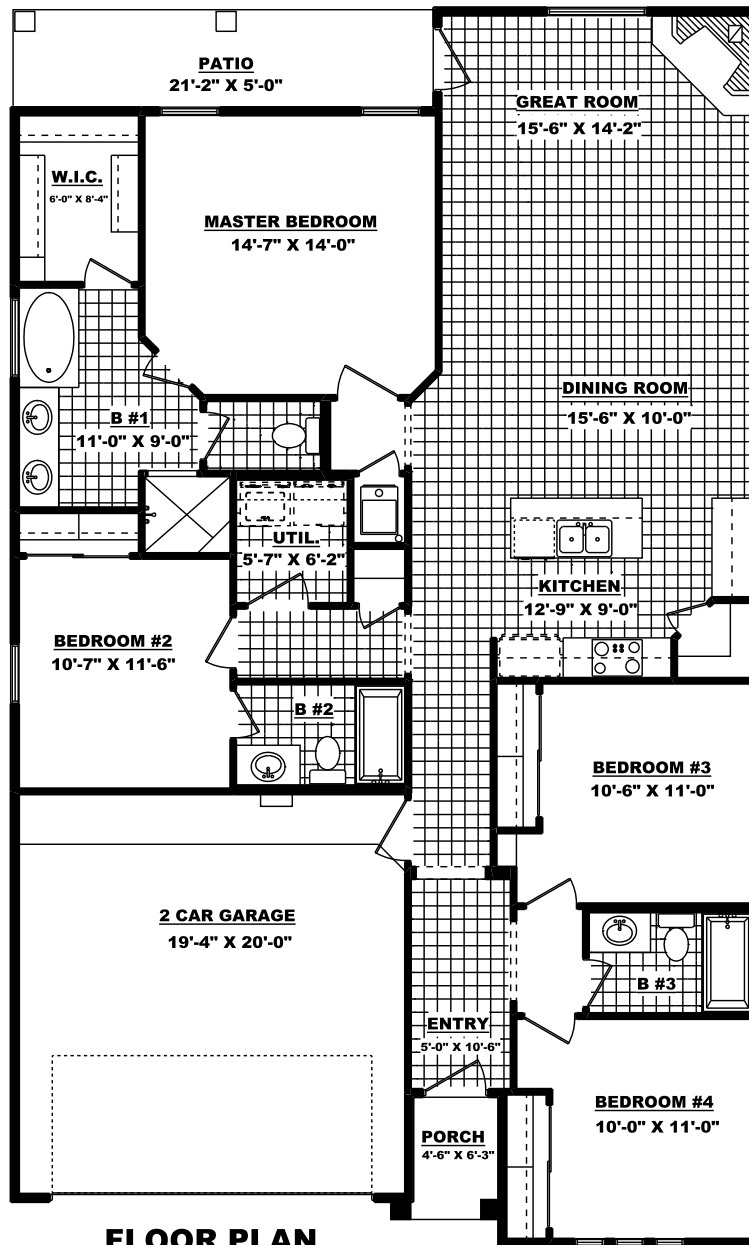 PATIO
21'-2" X 5'-0"
GREAT ROOM
15'-6" X 14'-2"
W.I.C.
6'-0" X 8'-4"
MASTER BEDROOM
14'-7" X 14'-0"
DINING ROOM
15'-6" X 10'-0"
B #1
11'-0" X 9'-0"
UTIL.
5'-7" X 6'-2"
KITCHEN
12'-9" X 9'-0"
BEDROOM #2
10'-7" X 11'-6"
B #2
BEDROOM #3
10'-6" X 11'-0"
2 CAR GARAGE
19'-4" X 20'-0"
B #3
ENTRY
5'-0" X 10'-6"
BEDROOM #4
10'-0" X 11'-0"
PORCH
4'-6" X 6'-3"
FLOOR PLAN